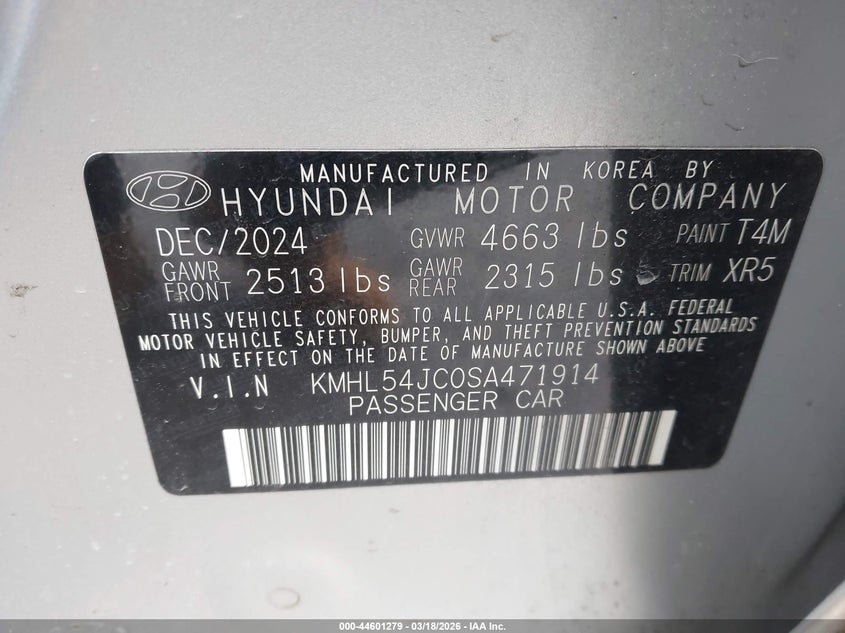 MANUFACTURED IN KOREA BY
HYUNDAI MOTOR COMPANY
DEC/2024 GVWR 4663 lbs PAINT T4M
GAWR FRONT 2513 lbs GAWR REAR 2315 lbs TRIM XR5
THIS VEHICLE CONFORMS TO ALL APPLICABLE U.S.A. FEDERAL
MOTOR VEHICLE SAFETY, BUMPER, AND THEFT PREVENTION STANDARDS
IN EFFECT ON THE DATE OF MANUFACTURE SHOWN ABOVE
V.I.N KMHL54JC0SA471914
PASSENGER CAR
000-44601279 - 03/18/2026 - IAA Inc.